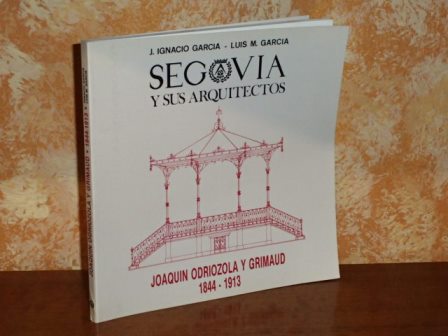 J. IGNACIO GARCIA - LUIS M. GARCIA
SEGOVIA
Y SUS ARQUITECTOS
JOAQUIN ODRIOZOLA Y GRIMAUD
1844 - 1913